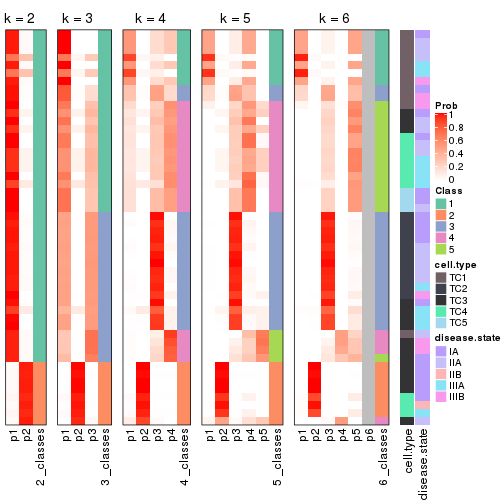 k = 2 k = 3 k = 4 k = 5 k = 6
Prob
1
0.8
0.6
0.4
0.2
0
Class
1
2
3
4
5
cell.type
TC1
TC2
TC3
TC4
TC5
disease.state
IA
IIA
IIB
IIIA
IIIB
p1
p2
2_classes
p1
p2
p3
3_classes
p1
p2
p3
p4
4_classes
p1
p2
p3
p4
p5
5_classes
p1
p2
p3
p4
p5
p6
6_classes
cell.type
disease.state